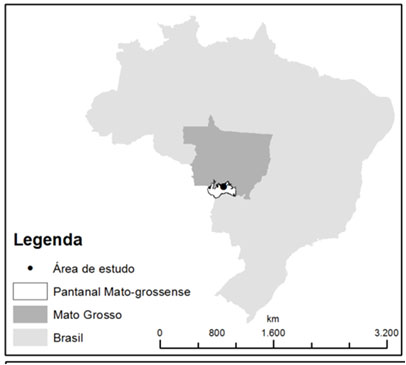 Legenda
Área de estudo
Pantanal Mato-grossense
Mato Grosso
Brasil
km
0 800 1.600 3.200